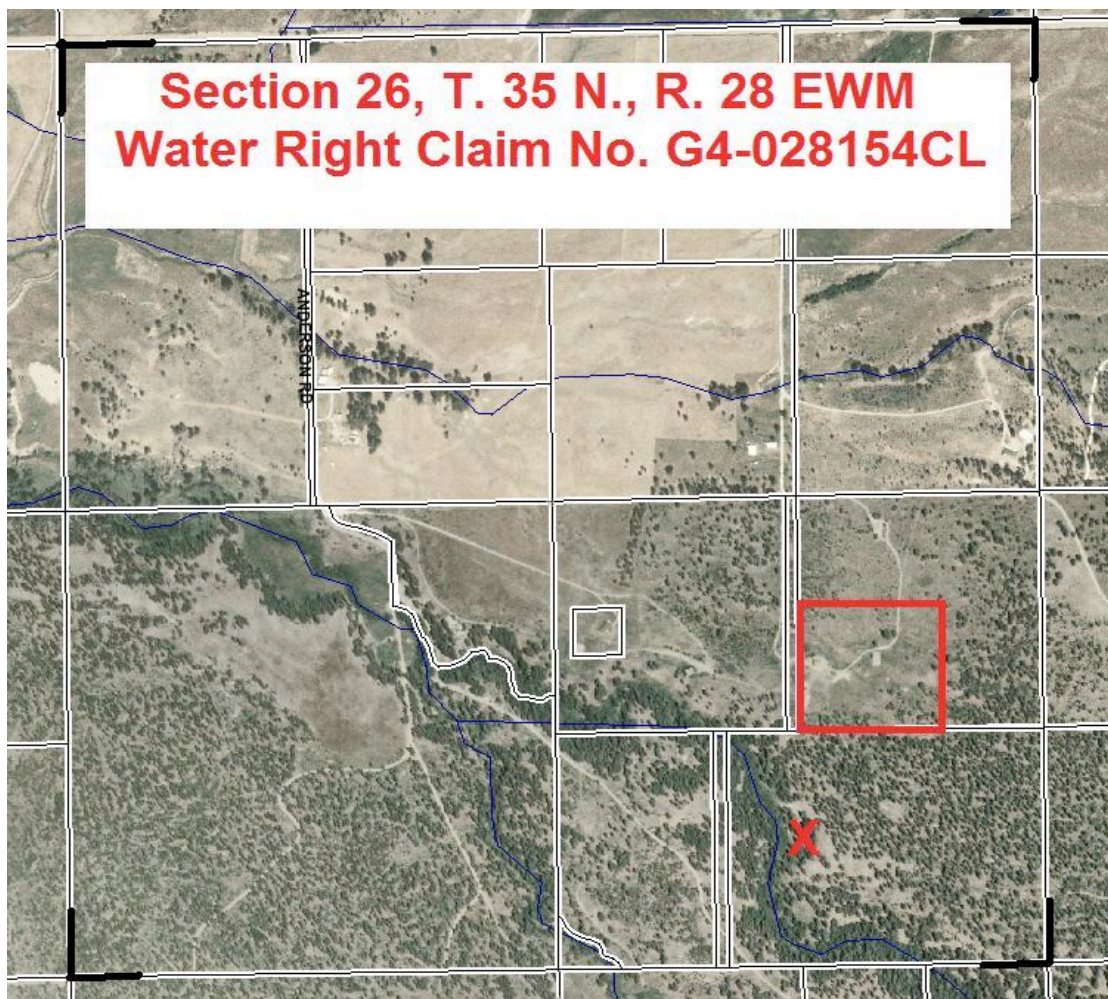 Section 26, T. 35 N., R. 28 EWM
Water Right Claim No. G4-028154CL
ANDERSON RD
X